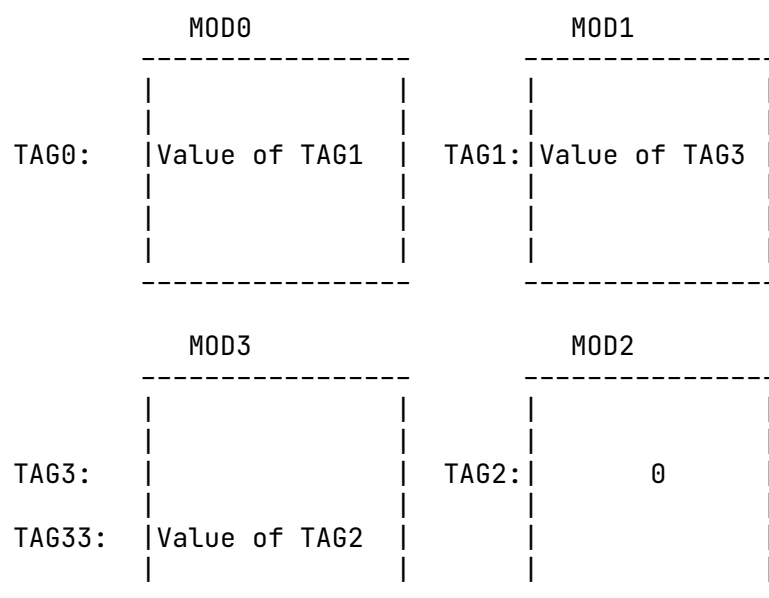 MOD0 MOD1
TAG0: |Value of TAG1 | TAG1:|Value of TAG3 |
MOD3 MOD2
TAG3: | | TAG2:| 0 |
TAG33: |Value of TAG2 | | |